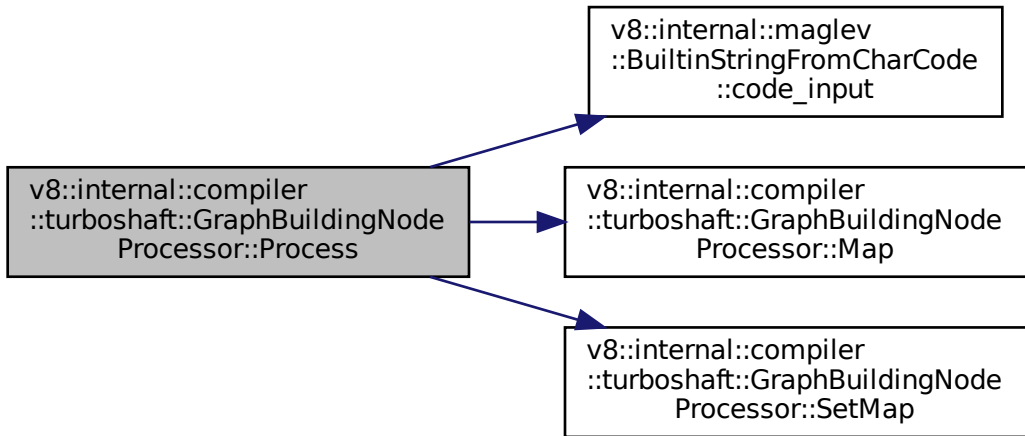 v8::internal::maglev
::BuiltinStringFromCharCode
::code_input
v8::internal::compiler
::turboshaft::GraphBuildingNode
Processor::Process
v8::internal::compiler
::turboshaft::GraphBuildingNode
Processor::Map
v8::internal::compiler
::turboshaft::GraphBuildingNode
Processor::SetMap